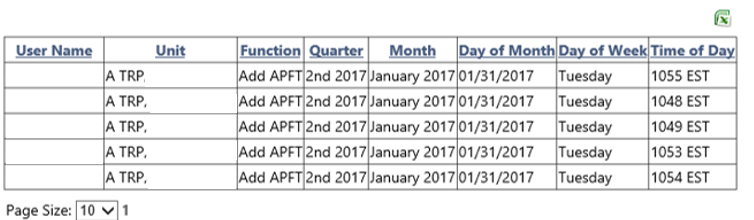 User Name Unit Function Quarter Month Day of Month Day of Week Time of Day
A TRP, Add APFT 2nd 2017 January 2017 01/31/2017 Tuesday 1055 EST
A TRP, Add APFT 2nd 2017 January 2017 01/31/2017 Tuesday 1048 EST
A TRP, Add APFT 2nd 2017 January 2017 01/31/2017 Tuesday 1049 EST
A TRP, Add APFT 2nd 2017 January 2017 01/31/2017 Tuesday 1053 EST
A TRP, Add APFT 2nd 2017 January 2017 01/31/2017 Tuesday 1054 EST
Page Size: 10 1